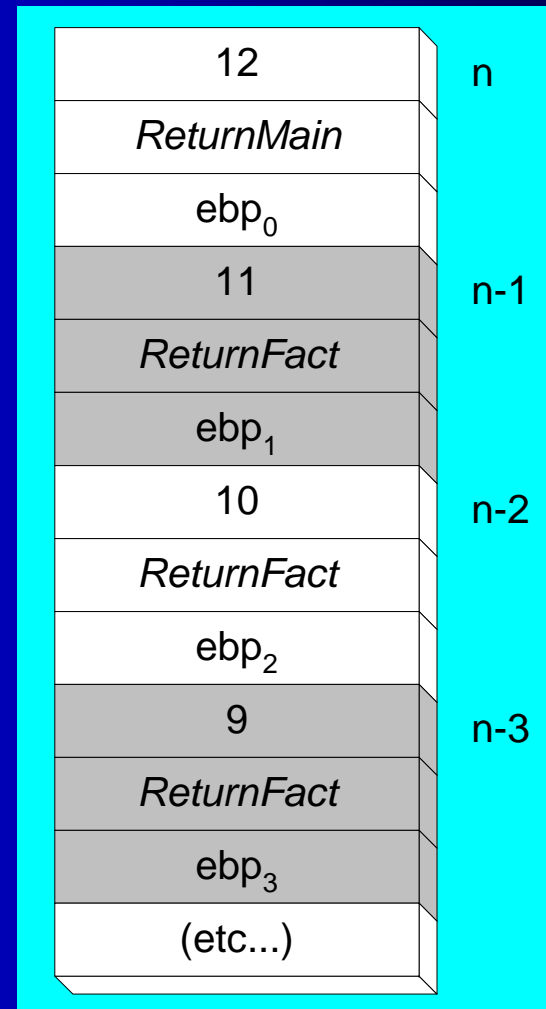 12 n
ReturnMain
ebp₀
11 n-1
ReturnFact
ebp₁
10 n-2
ReturnFact
ebp₂
9 n-3
ReturnFact
ebp₃
(etc...)